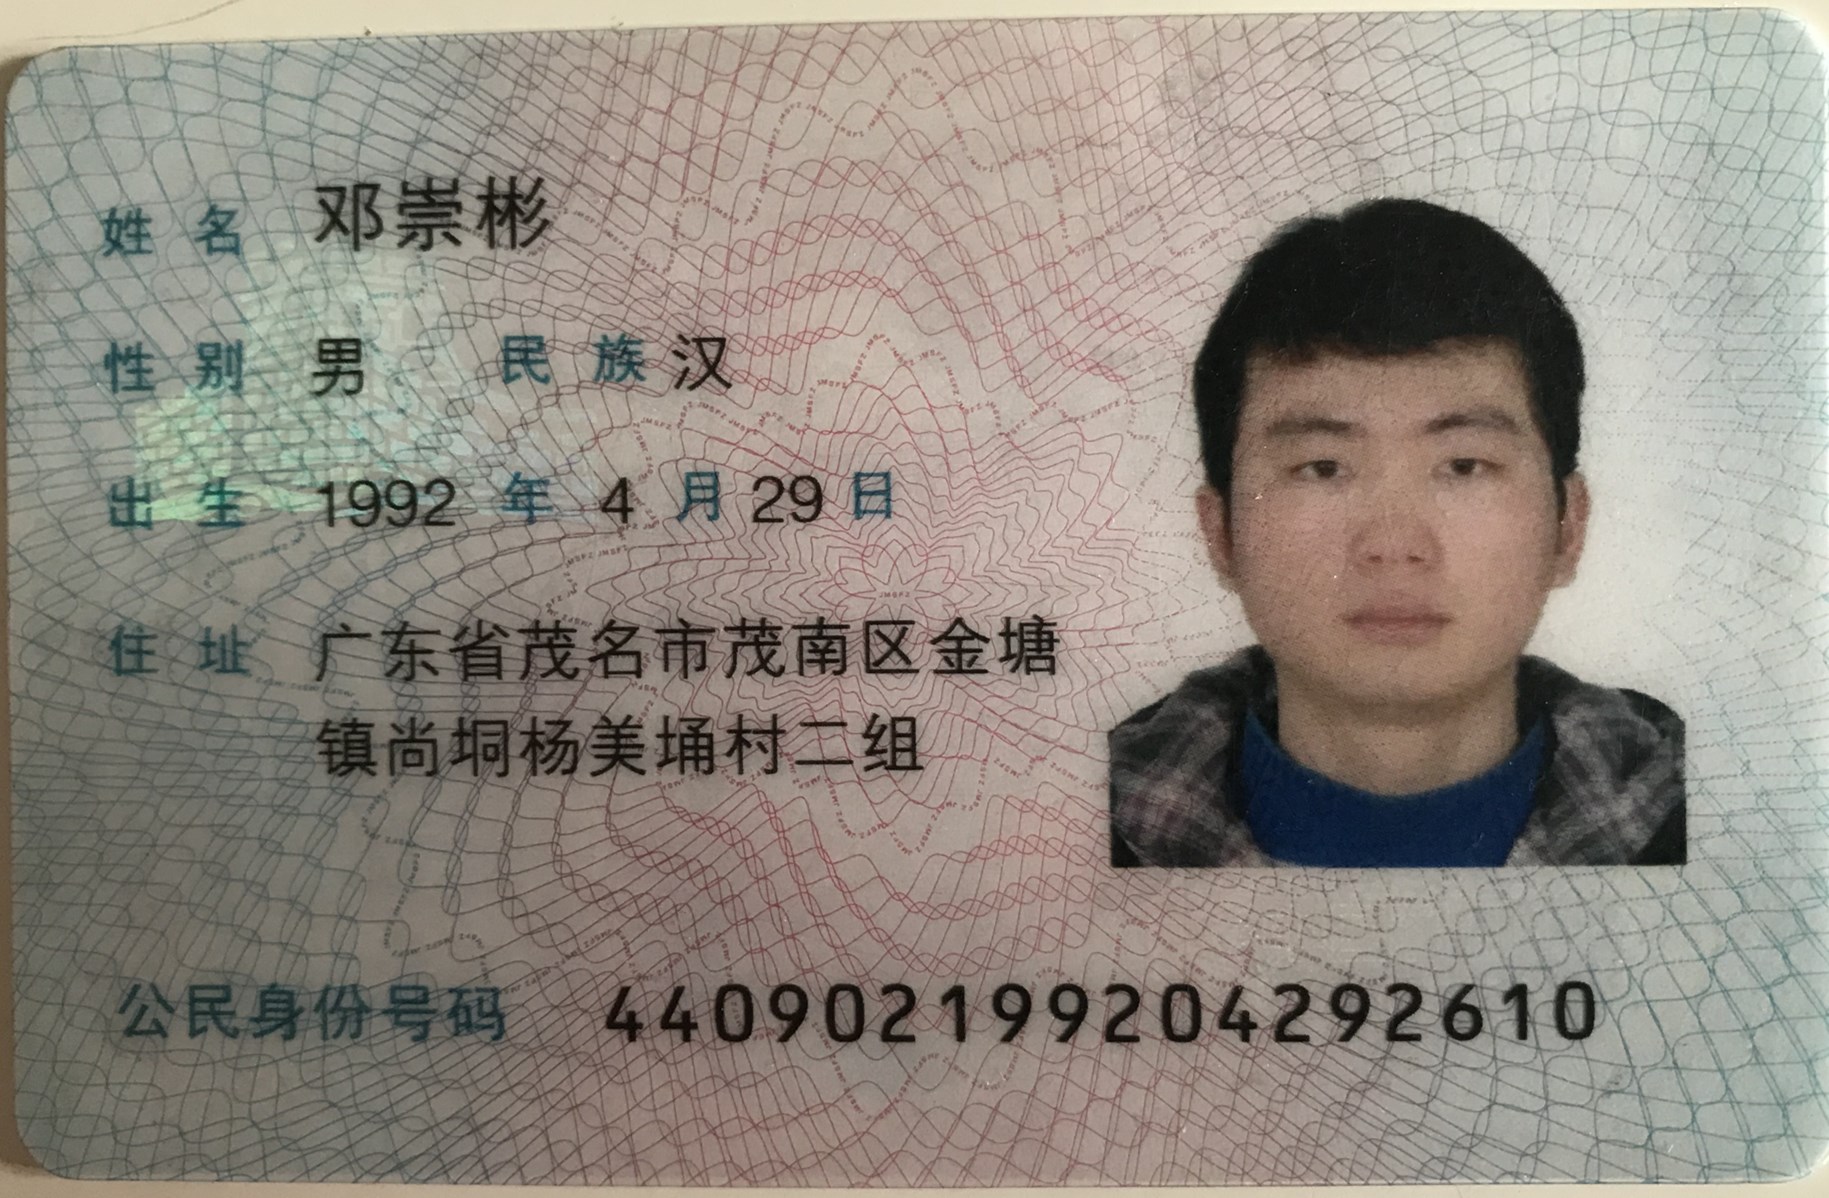 姓名 邓崇彬
性别 男 民族 汉
出生 1992 年 4 月 29 日
住址 广东省茂名市茂南区金塘
镇尚垌杨美埇村二组
公民身份号码 440902199204292610